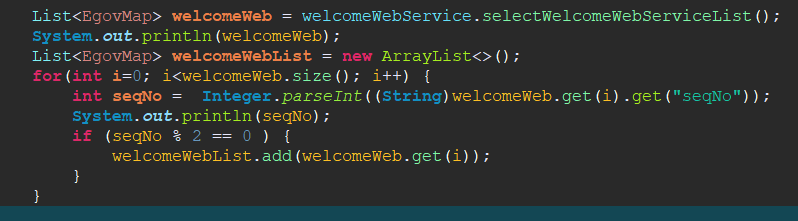 List<EgovMap> welcomeWeb = welcomeWebService.selectWelcomeWebServiceList();
System.out.println(welcomeWeb);
List<EgovMap> welcomeWebList = new ArrayList<>();
for(int i=0; i<welcomeWeb.size(); i++) {
    int seqNo =  Integer.parseInt((String)welcomeWeb.get(i).get("seqNo"));
    System.out.println(seqNo);
    if (seqNo % 2 == 0 ) {
        welcomeWebList.add(welcomeWeb.get(i));
    }
}